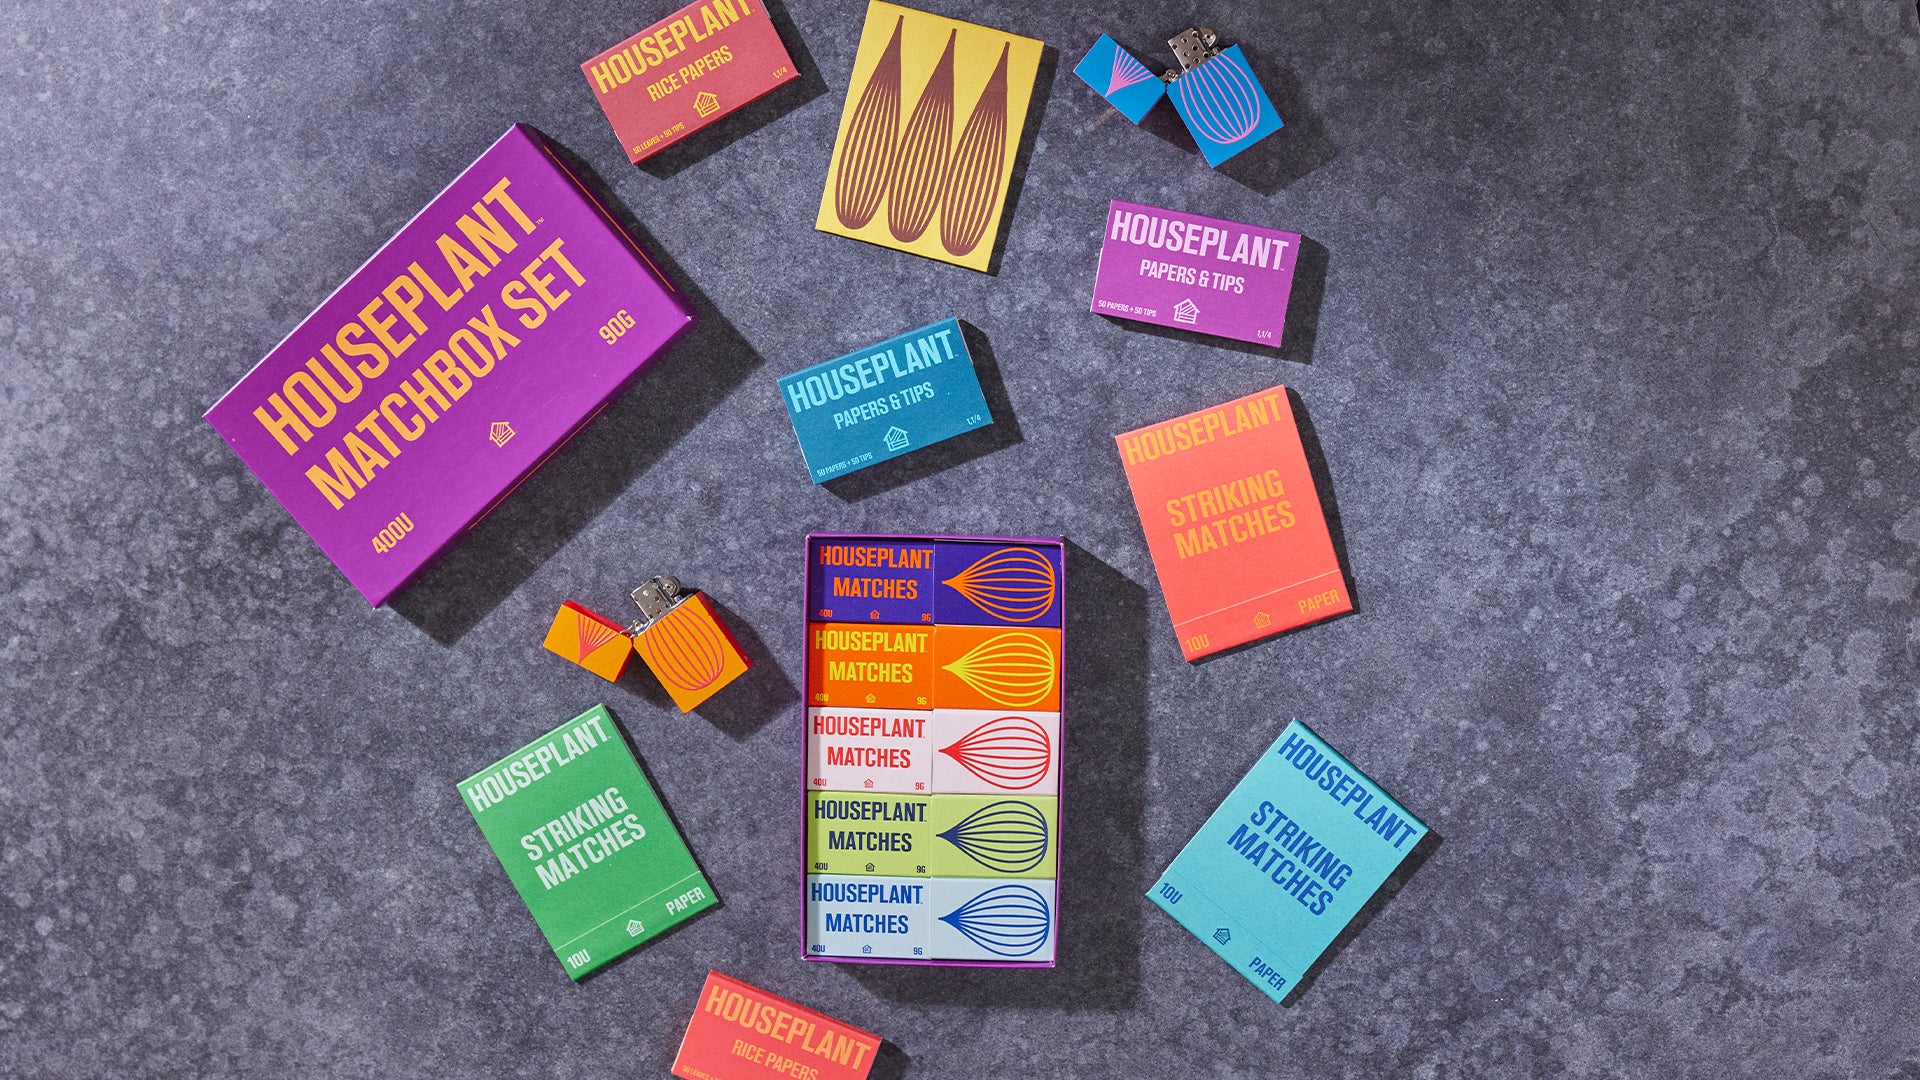 HOUSEPLANT
RICE PAPERS
1,1/4
50 LEAVES + 50 TIPS
HOUSEPLANT™
MATCHBOX SET
90G
400U
HOUSEPLANT
PAPERS & TIPS
50 PAPERS + 50 TIPS
1,1/4
HOUSEPLANT
PAPERS & TIPS
1,1/4
50 PAPERS + 50 TIPS
HOUSEPLANT
STRIKING
MATCHES
PAPER
10U
HOUSEPLANT
MATCHES
40U 9G
HOUSEPLANT
MATCHES
40U 9G
HOUSEPLANT
MATCHES
40U 9G
HOUSEPLANT
MATCHES
40U 9G
HOUSEPLANT
MATCHES
40U 9G
HOUSEPLANT
STRIKING
MATCHES
PAPER
10U
HOUSEPLANT
STRIKING
MATCHES
10U
PAPER
HOUSEPLANT
RICE PAPERS
50 LEAVES